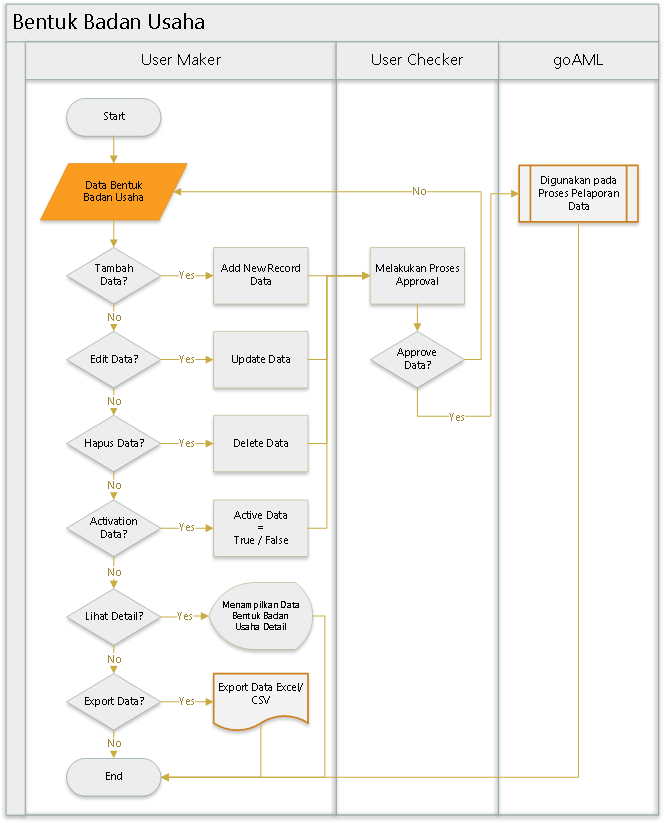 Bentuk Badan Usaha
User Maker
User Checker
goAML
Start
Data Bentuk
Badan Usaha
No
Digunakan pada
Proses Pelaporan
Data
Tambah
Data?
Yes
Add New Record
Data
Melakukan Proses
Approval
No
Edit Data?
Yes
Update Data
Approve
Data?
No
Yes
Hapus Data?
Yes
Delete Data
No
Activation
Data?
Yes
Active Data
=
True / False
No
Lihat Detail?
Yes
Menampilkan Data
Bentuk Badan
Usaha Detail
No
Export Data?
Yes
Export Data Excel/
CSV
No
End